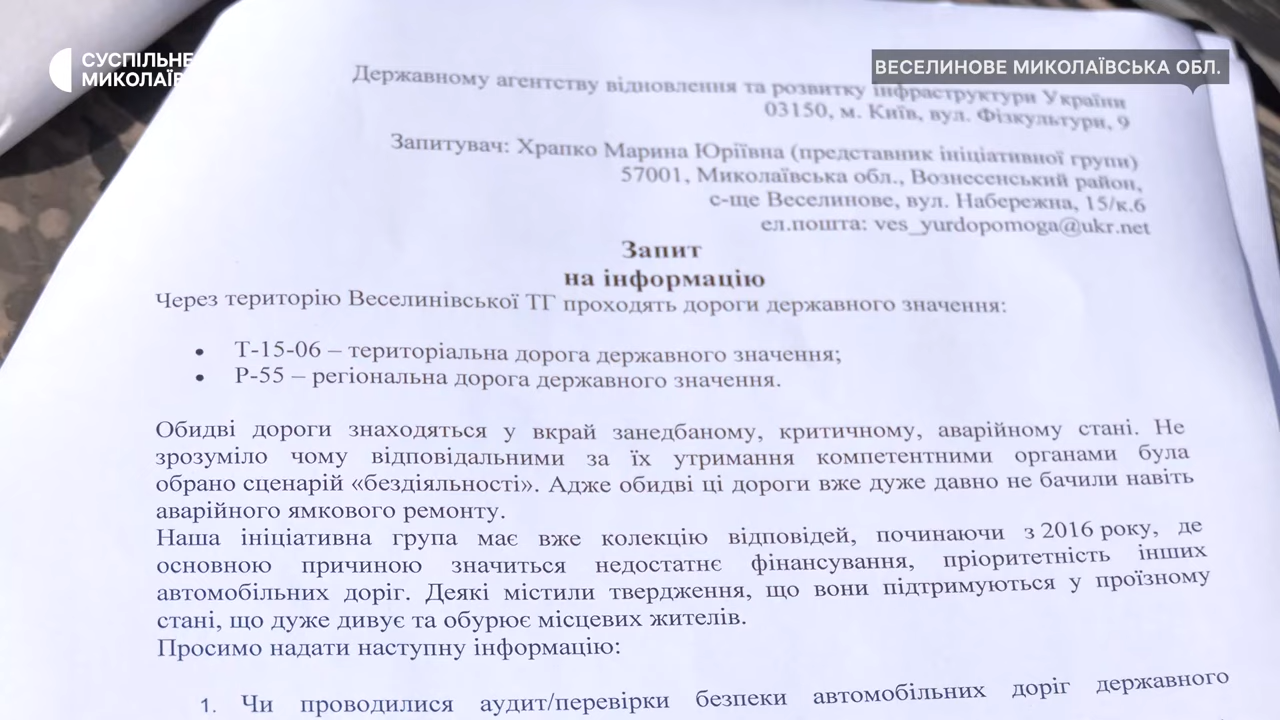 СУСПІЛЬНЕ
МИКОЛАЇВ
ВЕСЕЛИНОВЕ МИКОЛАЇВСЬКА ОБЛ.
Державному агентству відновлення та розвитку інфраструктури України
03150, м. Київ, вул. Фізкультури, 9
Запитувач: Храпко Марина Юріївна (представник ініціативної групи)
57001, Миколаївська обл., Вознесенський район,
с-ще Веселинове, вул. Набережна, 15/к.6
ел.пошта: ves_yurdopomoga@ukr.net
Запит
на інформацію
Через територію Веселинівської ТГ проходять дороги державного значення:
• Т-15-06 – територіальна дорога державного значення;
• Р-55 – регіональна дорога державного значення.
Обидві дороги знаходяться у вкрай занедбаному, критичному, аварійному стані. Не
зрозуміло чому відповідальними за їх утримання компетентними органами була
обрано сценарій «бездіяльності». Адже обидві ці дороги вже дуже давно не бачили навіть
аварійного ямкового ремонту.
Наша ініціативна група має вже колекцію відповідей, починаючи з 2016 року, де
основною причиною значиться недостатнє фінансування, пріоритетність інших
автомобільних доріг. Деякі містили твердження, що вони підтримуються у проїзному
стані, що дуже дивує та обурює місцевих жителів.
Просимо надати наступну інформацію:
1. Чи проводилися аудит/перевірки безпеки автомобільних доріг державного